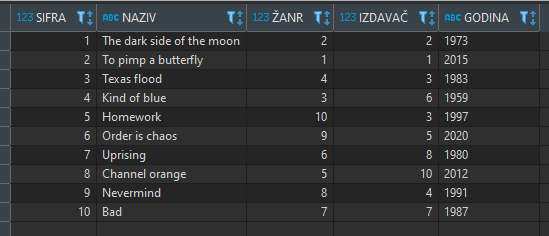 123 SIFRA ABC NAZIV 123 ŽANR 123 IZDAVAČ ABC GODINA
1 The dark side of the moon 2 2 1973
2 To pimp a butterfly 1 1 2015
3 Texas flood 4 3 1983
4 Kind of blue 3 6 1959
5 Homework 10 3 1997
6 Order is chaos 9 5 2020
7 Uprising 6 8 1980
8 Channel orange 5 10 2012
9 Nevermind 8 4 1991
10 Bad 7 7 1987